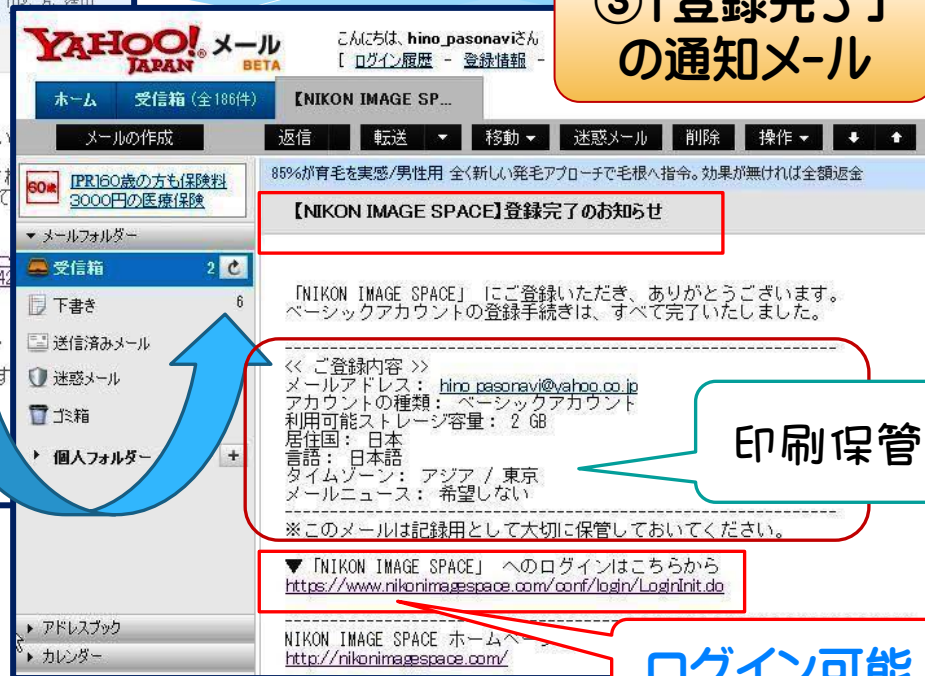 ③「登録完了」
の通知メール
YAHOO! メール
JAPAN BETA
こんにちは、hino_pasonaviさん
[ ログイン履歴 - 登録情報 -
ホーム 受信箱 (全186件) 【NIKON IMAGE SP...
メールの作成 返信 転送 ▼ 移動 ▼ 迷惑メール 削除 操作 ▼
60歳 [PR]60歳の方も保険料
3000円の医療保険
85%が育毛を実感/男性用 全く新しい発毛アプローチで毛根へ指令。効果が無ければ全額返金
【NIKON IMAGE SPACE】登録完了のお知らせ
▼ メールフォルダー
受信箱 2
下書き 6
送信済みメール
迷惑メール
ゴミ箱
個人フォルダー +
アドレスブック
カレンダー
「NIKON IMAGE SPACE」 にご登録いただき、ありがとうございます。
ベーシックアカウントの登録手続きは、すべて完了いたしました。
<< ご登録内容 >>
メールアドレス: hino_pasonavi@yahoo.co.jp
アカウントの種類: ベーシックアカウント
利用可能ストレージ容量: 2 GB
居住国: 日本
言語: 日本語
タイムゾーン: アジア / 東京
メールニュース: 希望しない
印刷保管
※このメールは記録用として大切に保管しておいてください。
▼「NIKON IMAGE SPACE」 へのログインはこちらから
https://www.nikonimagespace.com/conf/login/LoginInit.do
NIKON IMAGE SPACE ホームページ
http://nikonimagespace.com/
ログイン可能